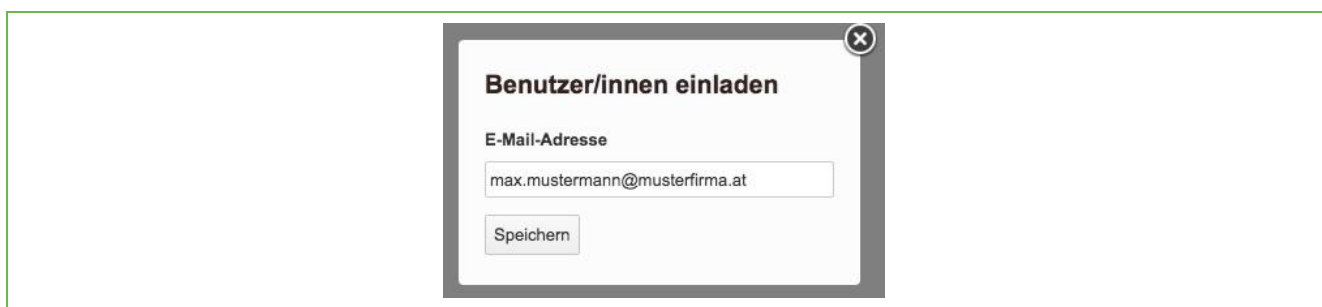 Benutzer/innen einladen
E-Mail-Adresse
max.mustermann@musterfirma.at
Speichern